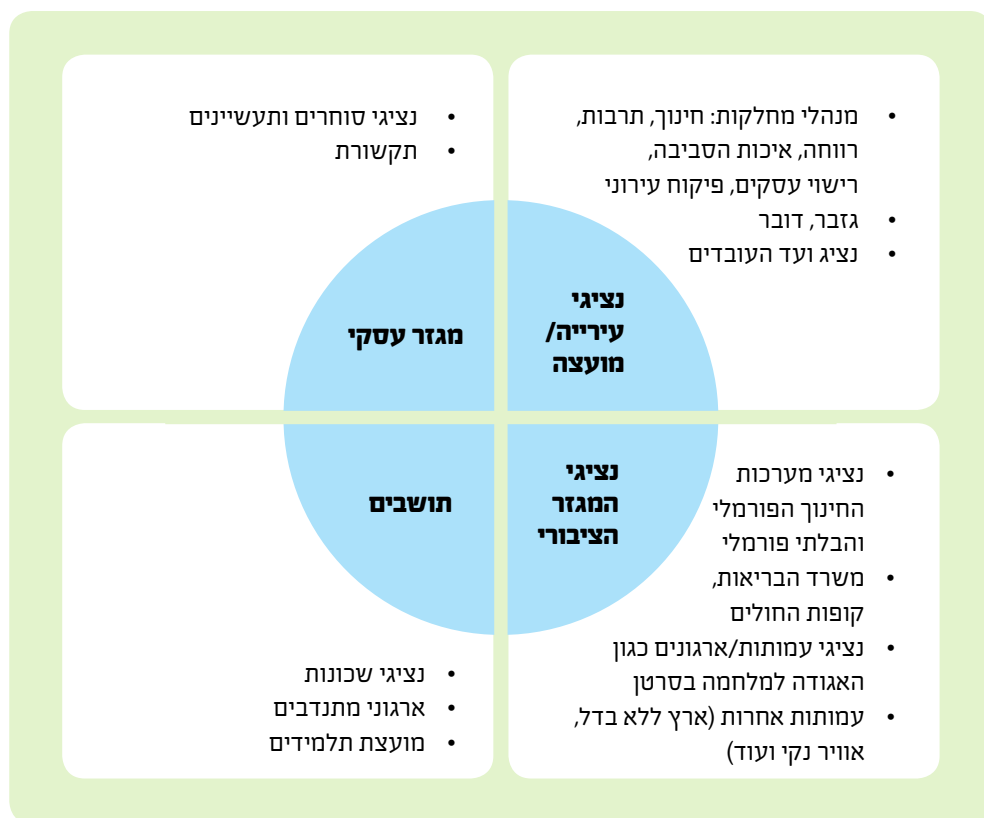 מנהלי מחלקות: חינוך, תרבות,
רווחה, איכות הסביבה,
רישוי עסקים, פיקוח עירוני
גזבר, דובר
נציג ועד העובדים
נציגי
עירייה/
מועצה
נציגי סוחרים ותעשיינים
תקשורת
מגזר עסקי
נציגי מערכות
החינוך הפורמלי
והבלתי פורמלי
משרד הבריאות,
קופות החולים
נציגי עמותות/ארגונים כגון
האגודה למלחמה בסרטן
עמותות אחרות (ארץ ללא בדל,
אוויר נקי ועוד)
נציגי
המגזר
הציבורי
תושבים
נציגי שכונות
ארגוני מתנדבים
מועצת תלמידים